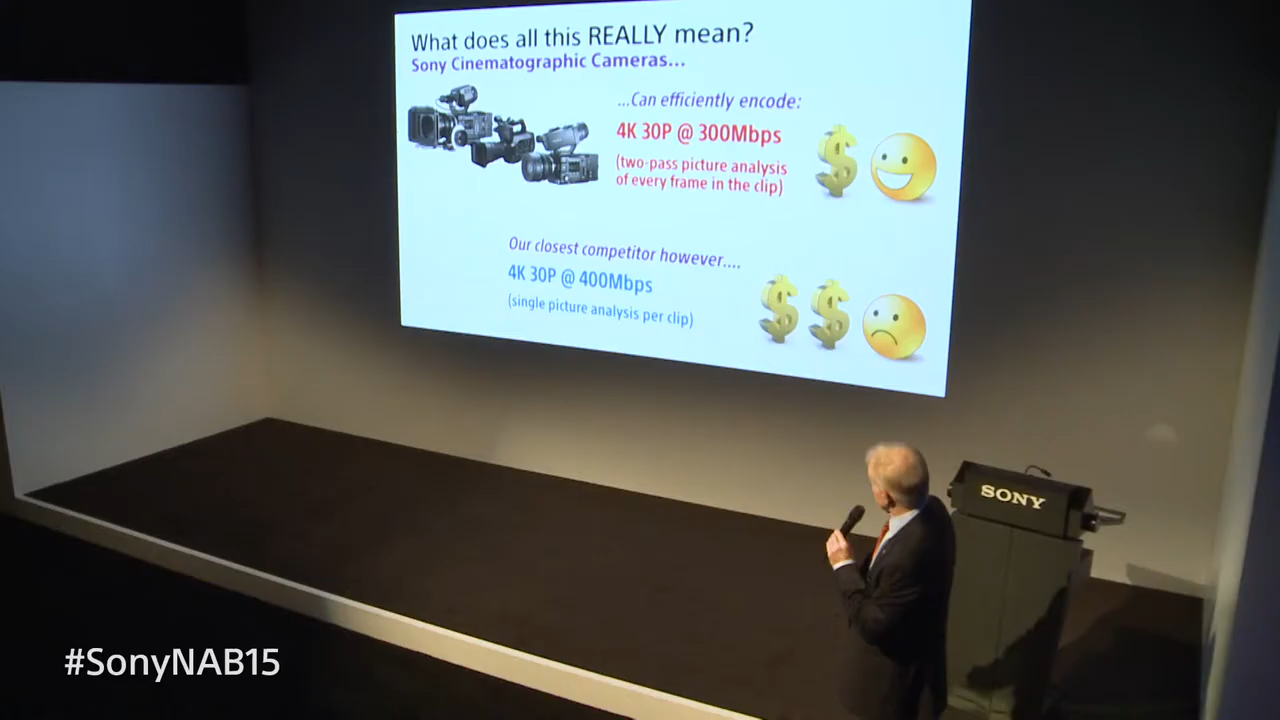 What does all this REALLY mean?
Sony Cinematographic Cameras...
...Can efficiently encode:
4K 30P @ 300Mbps
(two-pass picture analysis
of every frame in the clip)
Our closest competitor however....
4K 30P @ 400Mbps
(single picture analysis per clip)
SONY
#SonyNAB15